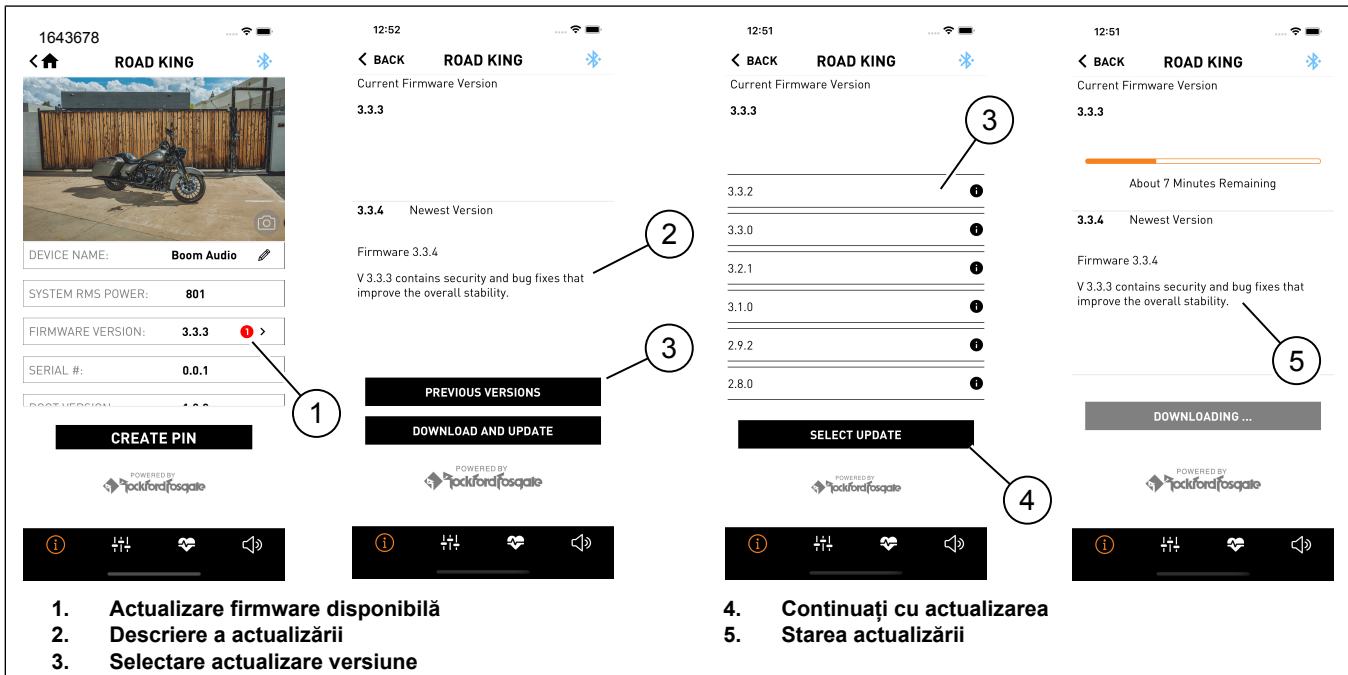 1643678
ROAD KING
DEVICE NAME: Boom Audio
SYSTEM RMS POWER: 801
FIRMWARE VERSION: 3.3.3 1
SERIAL #: 0.0.1
CREATE PIN
POWERED BY
Rockford Fosgate
1
12:52
BACK ROAD KING
Current Firmware Version
3.3.3
3.3.4 Newest Version
Firmware 3.3.4
V 3.3.3 contains security and bug fixes that
improve the overall stability.
PREVIOUS VERSIONS
DOWNLOAD AND UPDATE
POWERED BY
Rockford Fosgate
2
3
12:51
BACK ROAD KING
Current Firmware Version
3.3.3
3.3.2
3.3.0
3.2.1
3.1.0
2.9.2
2.8.0
SELECT UPDATE
POWERED BY
Rockford Fosgate
3
4
12:51
BACK ROAD KING
Current Firmware Version
3.3.3
About 7 Minutes Remaining
3.3.4 Newest Version
Firmware 3.3.4
V 3.3.3 contains security and bug fixes that
improve the overall stability.
DOWNLOADING ...
POWERED BY
Rockford Fosgate
5
1. Actualizare firmware disponibilă
2. Descriere a actualizării
3. Selectare actualizare versiune
4. Continuați cu actualizarea
5. Starea actualizării